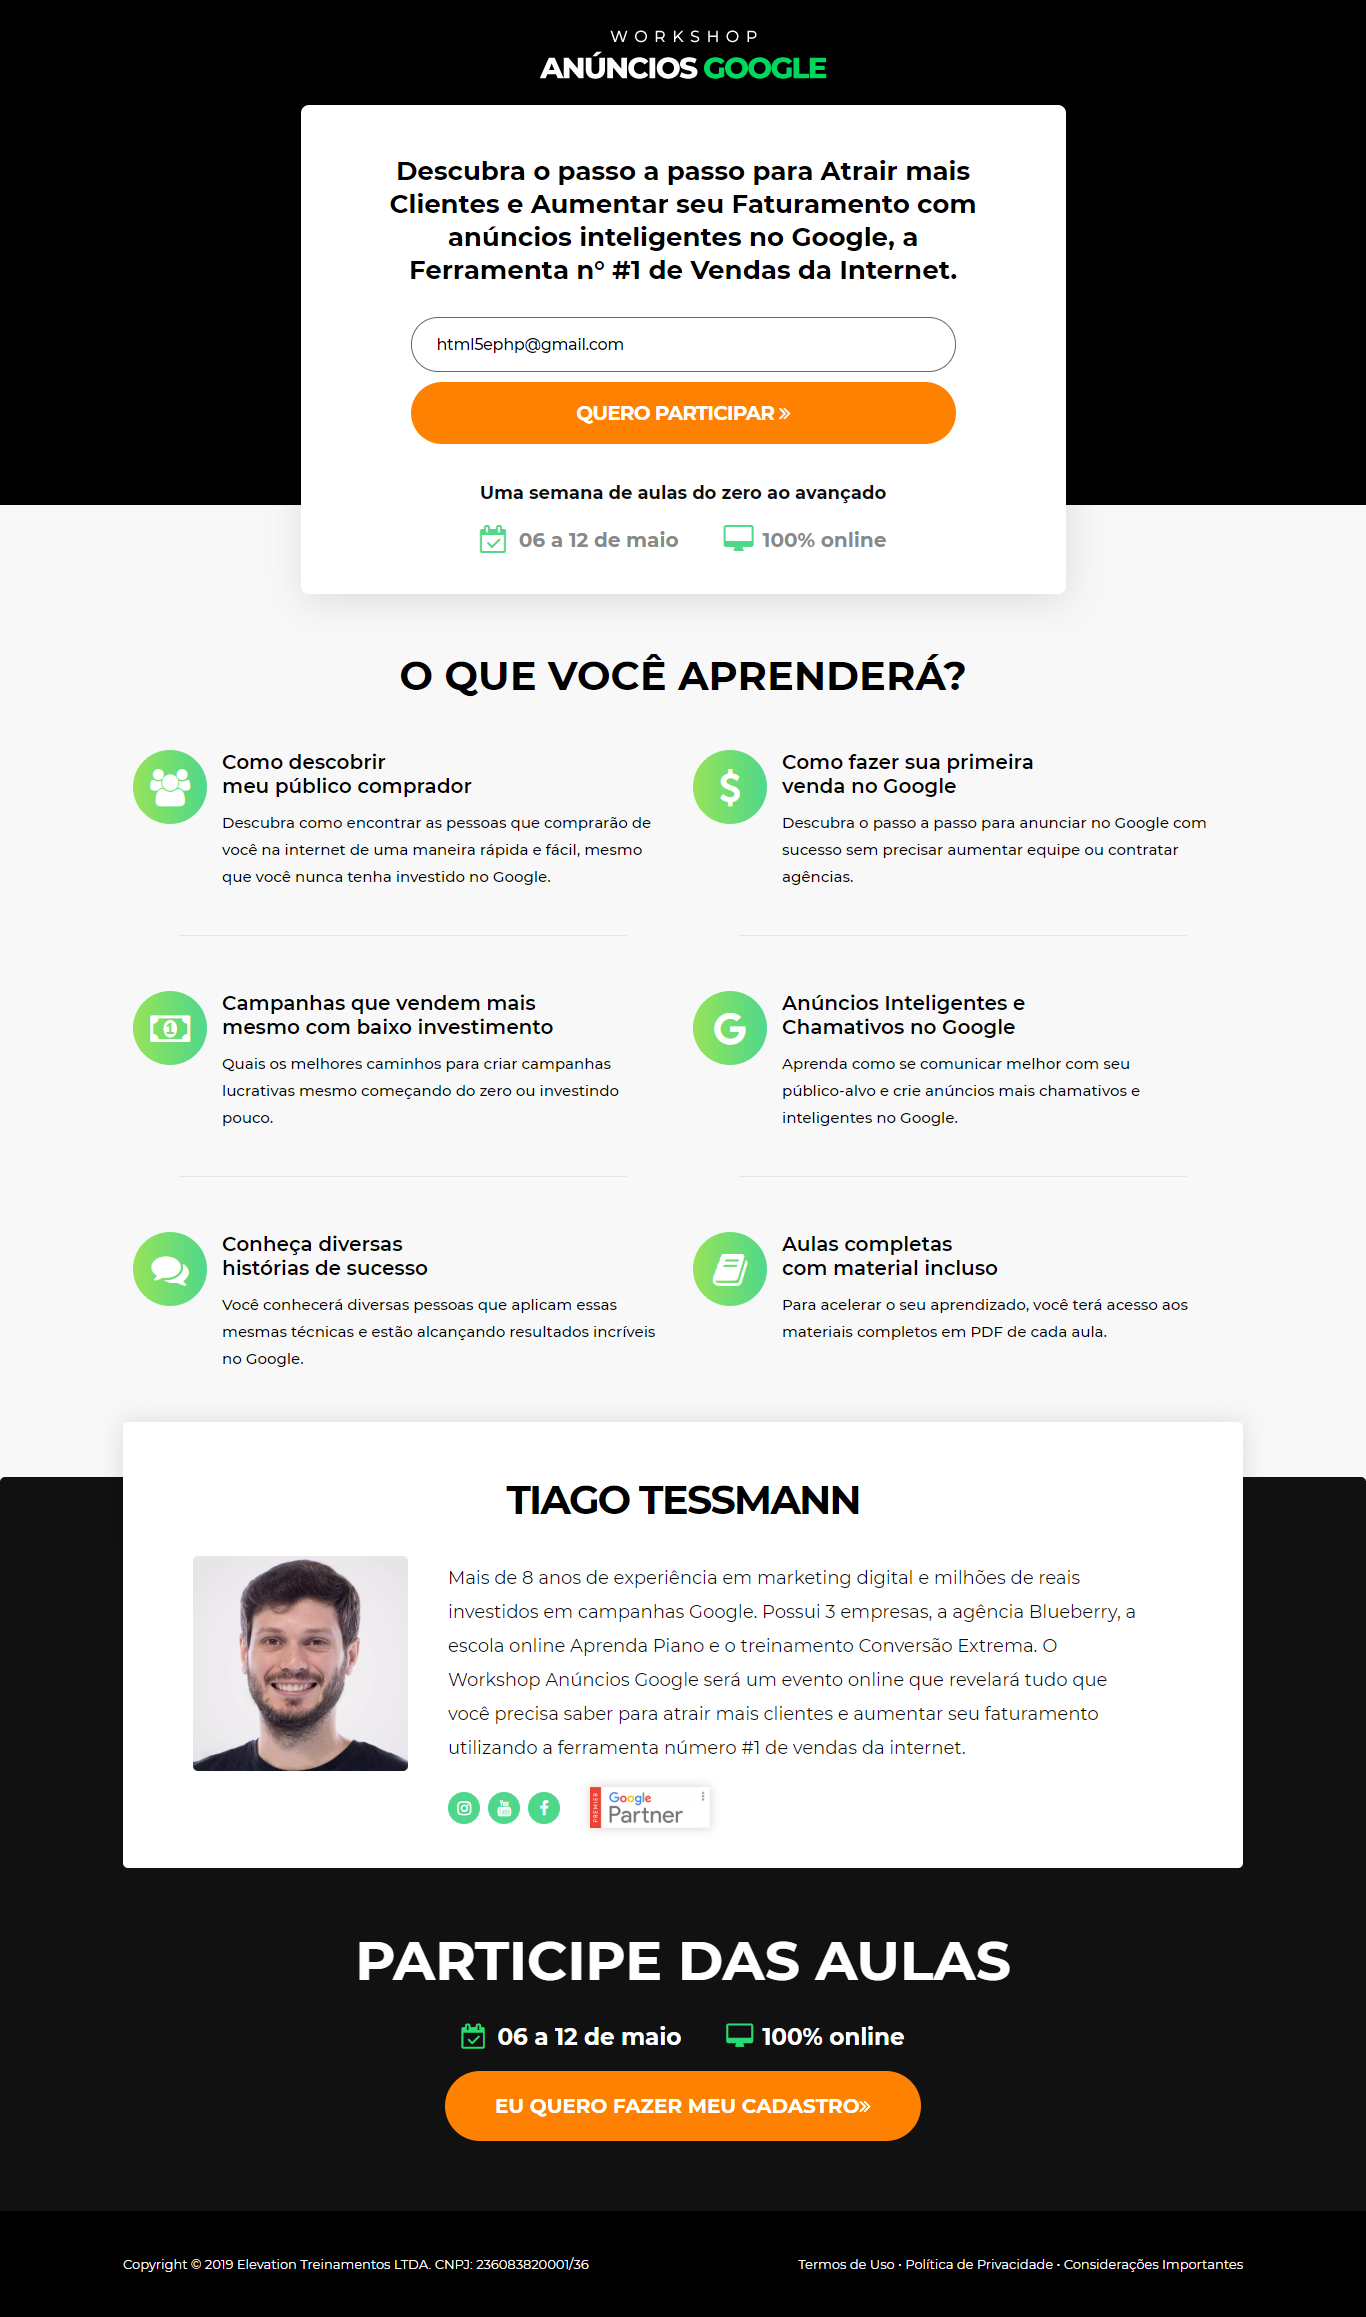 WORKSHOP
ANÚNCIOS GOOGLE
Descubra o passo a passo para Atrair mais
Clientes e Aumentar seu Faturamento com
anúncios inteligentes no Google, a
Ferramenta n° #1 de Vendas da Internet.
html5ephp@gmail.com
QUERO PARTICIPAR »
Uma semana de aulas do zero ao avançado
06 a 12 de maio
100% online
O QUE VOCÊ APRENDERÁ?
Como descobrir
meu público comprador
Descubra como encontrar as pessoas que comprarão de
você na internet de uma maneira rápida e fácil, mesmo
que você nunca tenha investido no Google.
Como fazer sua primeira
venda no Google
Descubra o passo a passo para anunciar no Google com
sucesso sem precisar aumentar equipe ou contratar
agências.
Campanhas que vendem mais
mesmo com baixo investimento
Quais os melhores caminhos para criar campanhas
lucrativas mesmo começando do zero ou investindo
pouco.
Anúncios Inteligentes e
Chamativos no Google
Aprenda como se comunicar melhor com seu
público-alvo e crie anúncios mais chamativos e
inteligentes no Google.
Conheça diversas
histórias de sucesso
Você conhecerá diversas pessoas que aplicam essas
mesmas técnicas e estão alcançando resultados incríveis
no Google.
Aulas completas
com material incluso
Para acelerar o seu aprendizado, você terá acesso aos
materiais completos em PDF de cada aula.
TIAGO TESSMANN
Mais de 8 anos de experiência em marketing digital e milhões de reais
investidos em campanhas Google. Possui 3 empresas, a agência Blueberry, a
escola online Aprenda Piano e o treinamento Conversão Extrema. O
Workshop Anúncios Google será um evento online que revelará tudo que
você precisa saber para atrair mais clientes e aumentar seu faturamento
utilizando a ferramenta número #1 de vendas da internet.
PREMIER
Google
Partner
PARTICIPE DAS AULAS
06 a 12 de maio
100% online
EU QUERO FAZER MEU CADASTRO»
Copyright © 2019 Elevation Treinamentos LTDA. CNPJ: 236083820001/36
Termos de Uso • Política de Privacidade • Considerações Importantes